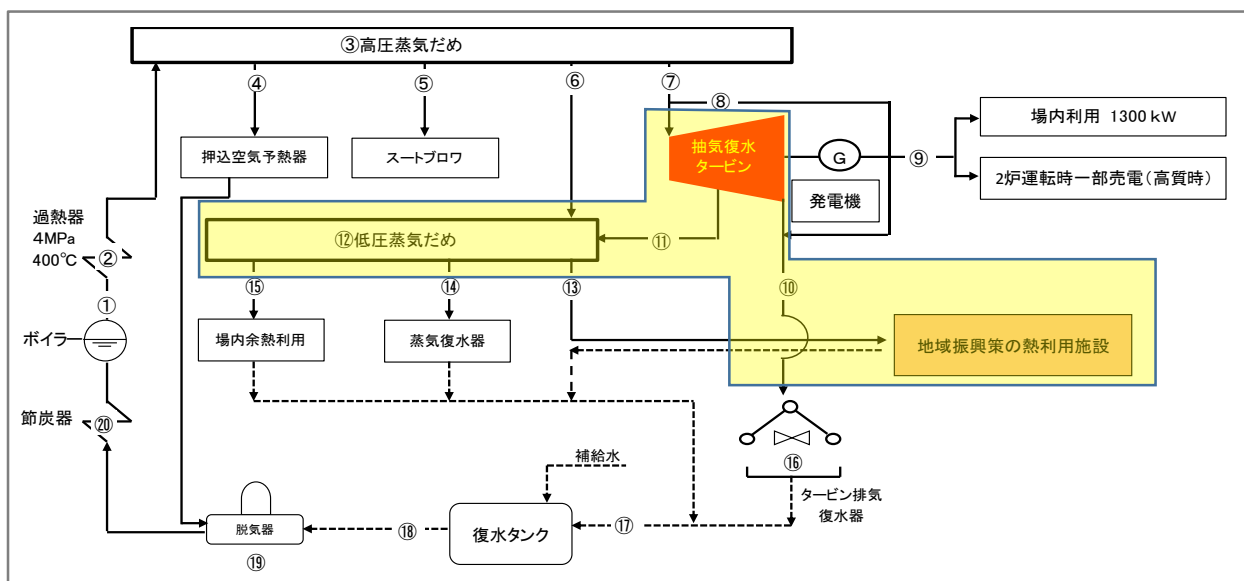 ③高圧蒸気だめ
④
⑤
⑥
⑦
⑧
押込空気予熱器
スートブロワ
抽気復水
タービン
G
⑨
発電機
場内利用 1300kW
2炉運転時一部売電(高質時)
過熱器
4MPa
400℃
②
①
ボイラー
節炭器
⑳
⑫低圧蒸気だめ
⑪
⑮
⑭
⑬
⑩
場内余熱利用
蒸気復水器
地域振興策の熱利用施設
⑯
タービン排気
復水器
補給水
脱気器
⑲
⑱
復水タンク
⑰